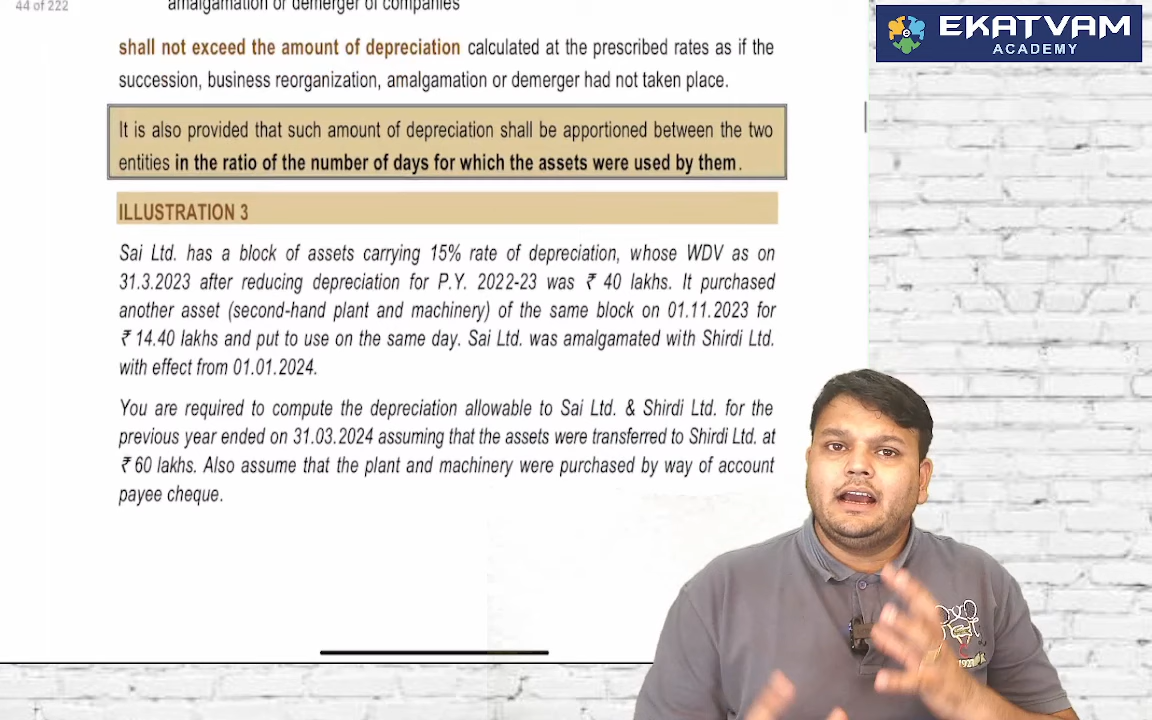 44 of 222
amalgamation or demerger of companies
EKATVAM
ACADEMY
shall not exceed the amount of depreciation calculated at the prescribed rates as if the
succession, business reorganization, amalgamation or demerger had not taken place.
It is also provided that such amount of depreciation shall be apportioned between the two
entities in the ratio of the number of days for which the assets were used by them.
ILLUSTRATION 3
Sai Ltd. has a block of assets carrying 15% rate of depreciation, whose WDV as on
31.3.2023 after reducing depreciation for P.Y. 2022-23 was ₹ 40 lakhs. It purchased
another asset (second-hand plant and machinery) of the same block on 01.11.2023 for
₹ 14.40 lakhs and put to use on the same day. Sai Ltd. was amalgamated with Shirdi Ltd.
with effect from 01.01.2024.
You are required to compute the depreciation allowable to Sai Ltd. & Shirdi Ltd. for the
previous year ended on 31.03.2024 assuming that the assets were transferred to Shirdi Ltd. at
₹ 60 lakhs. Also assume that the plant and machinery were purchased by way of account
payee cheque.